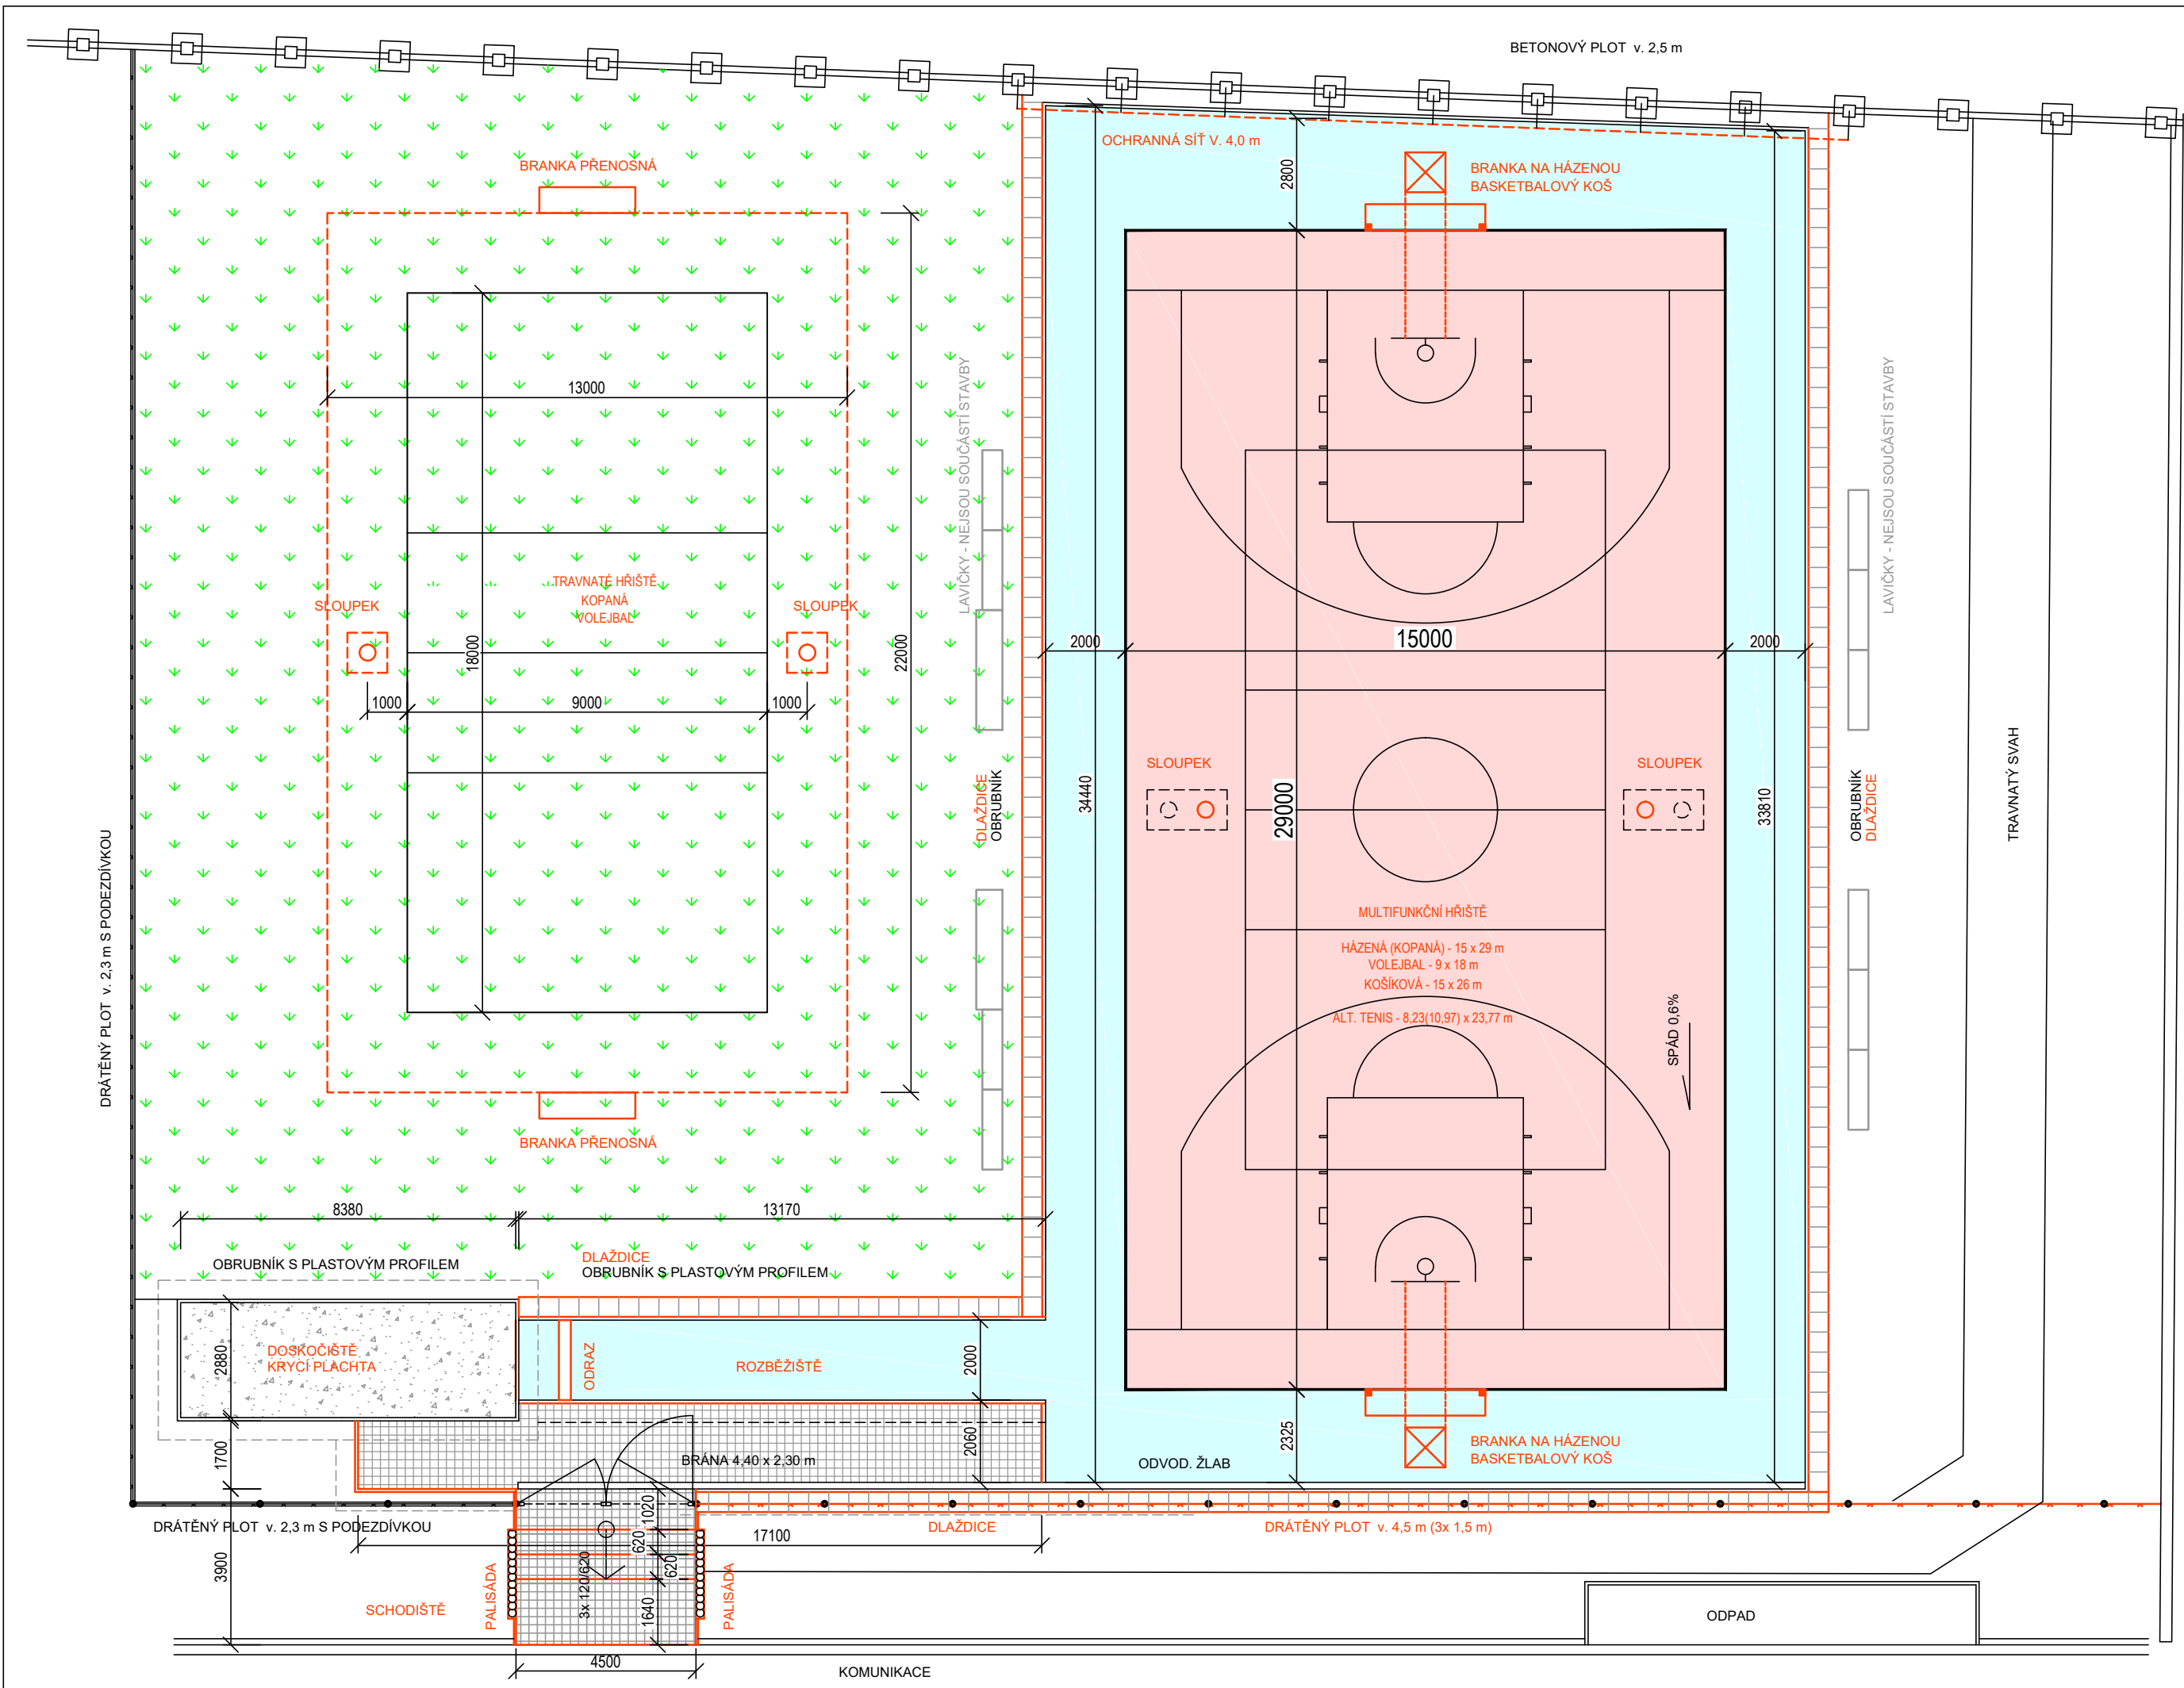 BETONOVÝ PLOT  v. 2,5 m
OCHRANNÁ SÍŤ V. 4,0 m
BRANKA PŘENOSNÁ
2800
BRANKA NA HÁZENOU
BASKETBALOVÝ KOŠ
13000
LAVIČKY - NEJSOU SOUČÁSTÍ STAVBY
LAVIČKY - NEJSOU SOUČÁSTÍ STAVBY
TRAVNATÉ HŘIŠTĚ
KOPANÁ
VOLEJBAL
SLOUPEK
SLOUPEK
18000
22000
2000
15000
2000
1000
9000
1000
SLOUPEK
SLOUPEK
DLAŽDICE
OBRUBNÍK
34440
29000
33810
OBRUBNÍK
DLAŽDICE
TRAVNATÝ SVAH
DRÁTĚNÝ PLOT  v. 2,3 m S PODEZDÍVKOU
MULTIFUNKČNÍ HŘIŠTĚ
HÁZENÁ (KOPANÁ) - 15 x 29 m
VOLEJBAL - 9 x 18 m
KOŠÍKOVÁ - 15 x 26 m
ALT. TENIS - 8,23(10,97) x 23,77 m
SPÁD 0,6%
BRANKA PŘENOSNÁ
8380
13170
OBRUBNÍK S PLASTOVÝM PROFILEM
DLAŽDICE
OBRUBNÍK S PLASTOVÝM PROFILEM
2880
DOSKOČIŠTĚ
KRYCÍ PLACHTA
ODRAZ
ROZBĚŽIŠTĚ
2000
1700
BRÁNA 4,40 x 2,30 m
2060
ODVOD. ŽLAB
2325
BRANKA NA HÁZENOU
BASKETBALOVÝ KOŠ
DRÁTĚNÝ PLOT  v. 2,3 m S PODEZDÍVKOU
1020
620
620
17100
DLAŽDICE
DRÁTĚNÝ PLOT  v. 4,5 m (3x 1,5 m)
3900
SCHODIŠTĚ
PALISÁDA
3x 120/620
1640
PALISÁDA
ODPAD
4500
KOMUNIKACE